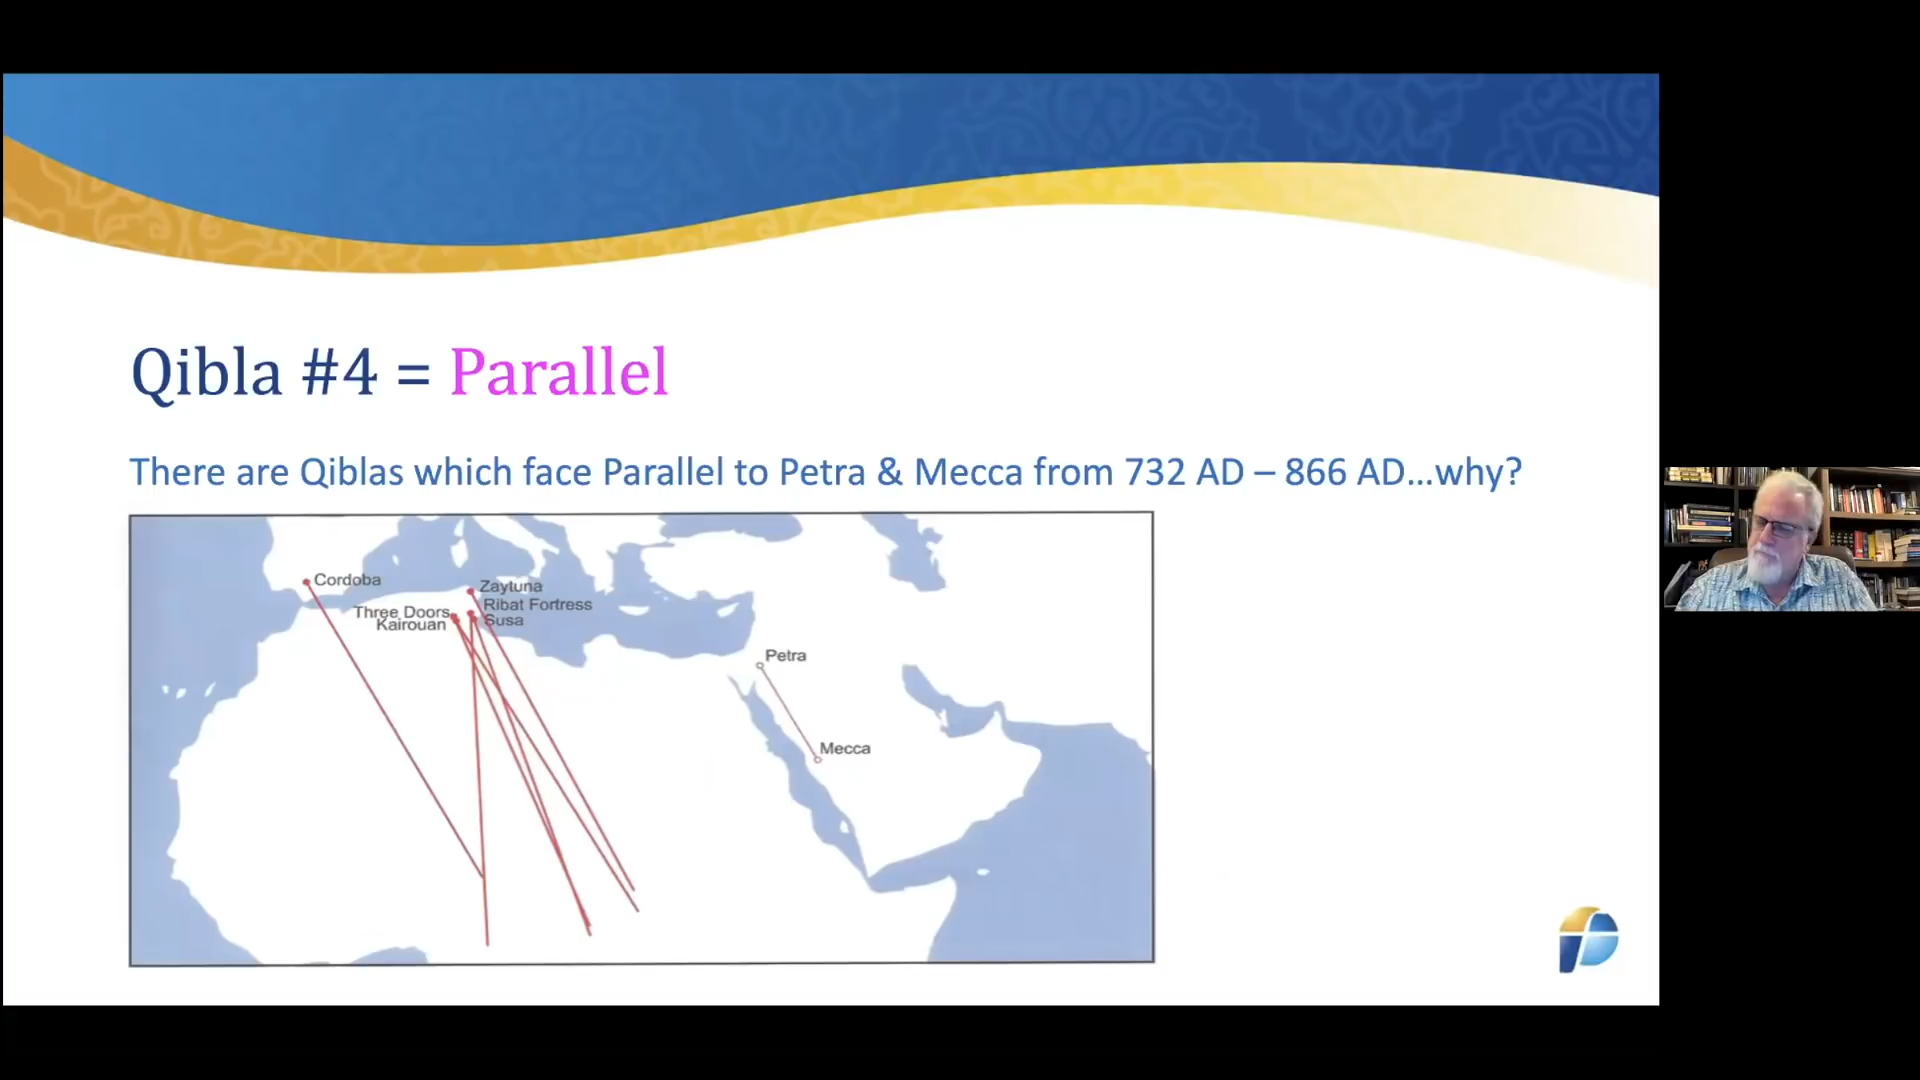 Qibla #4 = Parallel
There are Qiblas which face Parallel to Petra & Mecca from 732 AD – 866 AD...why?
Cordoba
Zaytuna
Ribat Fortress
Three Doors
Susa
Kairouan
Petra
Mecca